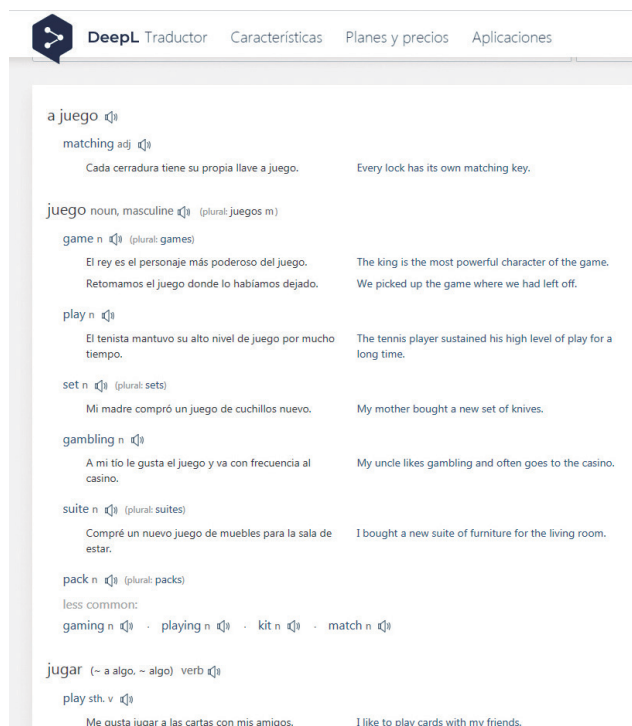 DeepL Traductor Características Planes y precios Aplicaciones
a juego
matching adj
Cada cerradura tiene su propia llave a juego. Every lock has its own matching key.
juego noun, masculine (plural: juegos m)
game n (plural: games)
El rey es el personaje más poderoso del juego. The king is the most powerful character of the game.
Retomamos el juego donde lo habíamos dejado. We picked up the game where we had left off.
play n
El tenista mantuvo su alto nivel de juego por mucho The tennis player sustained his high level of play for a
tiempo. long time.
set n (plural: sets)
Mi madre compró un juego de cuchillos nuevo. My mother bought a new set of knives.
gambling n
A mi tío le gusta el juego y va con frecuencia al My uncle likes gambling and often goes to the casino.
casino.
suite n (plural: suites)
Compré un nuevo juego de muebles para la sala de I bought a new suite of furniture for the living room.
estar.
pack n (plural: packs)
less common:
gaming n · playing n · kit n · match n
jugar (~ a algo, ~ algo) verb
play sth. v
Me gusta jugar a las cartas con mis amigos. I like to play cards with my friends.